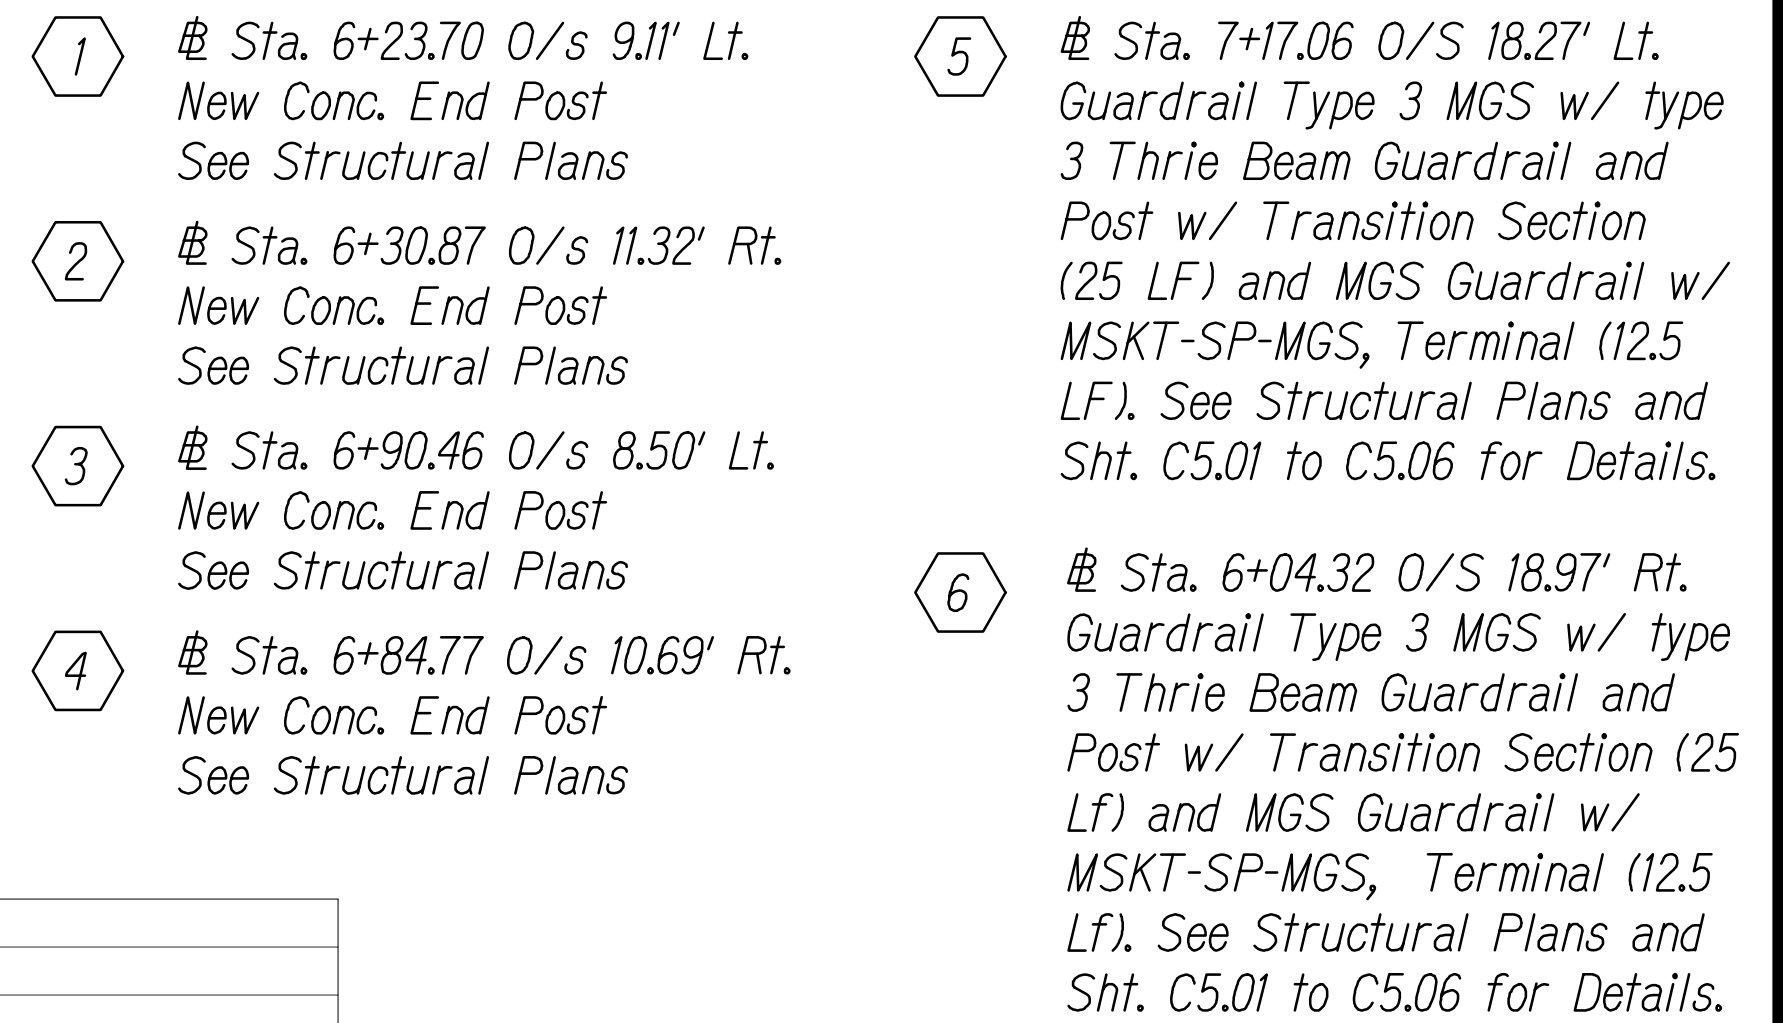 1
℄ Sta. 6+23.70 O/s 9.11' Lt.
New Conc. End Post
See Structural Plans
2
℄ Sta. 6+30.87 O/s 11.32' Rt.
New Conc. End Post
See Structural Plans
3
℄ Sta. 6+90.46 O/s 8.50' Lt.
New Conc. End Post
See Structural Plans
4
℄ Sta. 6+84.77 O/s 10.69' Rt.
New Conc. End Post
See Structural Plans
5
℄ Sta. 7+17.06 O/S 18.27' Lt.
Guardrail Type 3 MGS w/ type
3 Thrie Beam Guardrail and
Post w/ Transition Section
(25 LF) and MGS Guardrail w/
MSKT-SP-MGS, Terminal (12.5
LF). See Structural Plans and
Sht. C5.01 to C5.06 for Details.
6
℄ Sta. 6+04.32 O/S 18.97' Rt.
Guardrail Type 3 MGS w/ type
3 Thrie Beam Guardrail and
Post w/ Transition Section (25
Lf) and MGS Guardrail w/
MSKT-SP-MGS, Terminal (12.5
Lf). See Structural Plans and
Sht. C5.01 to C5.06 for Details.